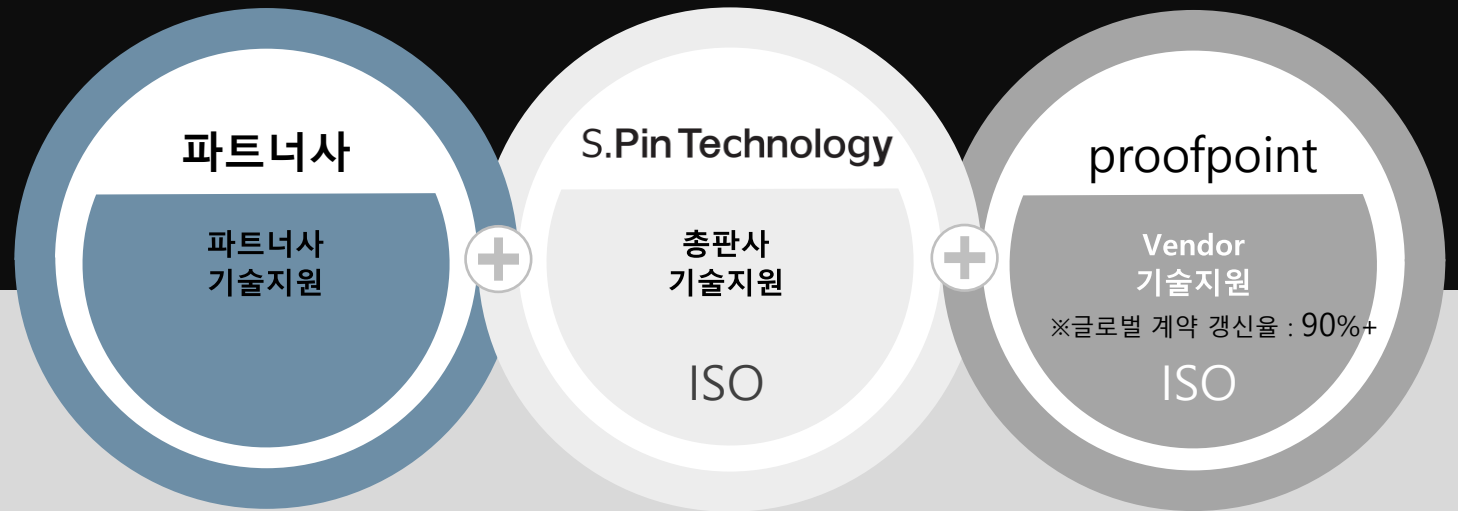 파트너사
파트너사
기술지원
S.Pin Technology
총판사
기술지원
ISO
proofpoint
Vendor
기술지원
※글로벌 계약 갱신율 : 90%+
ISO